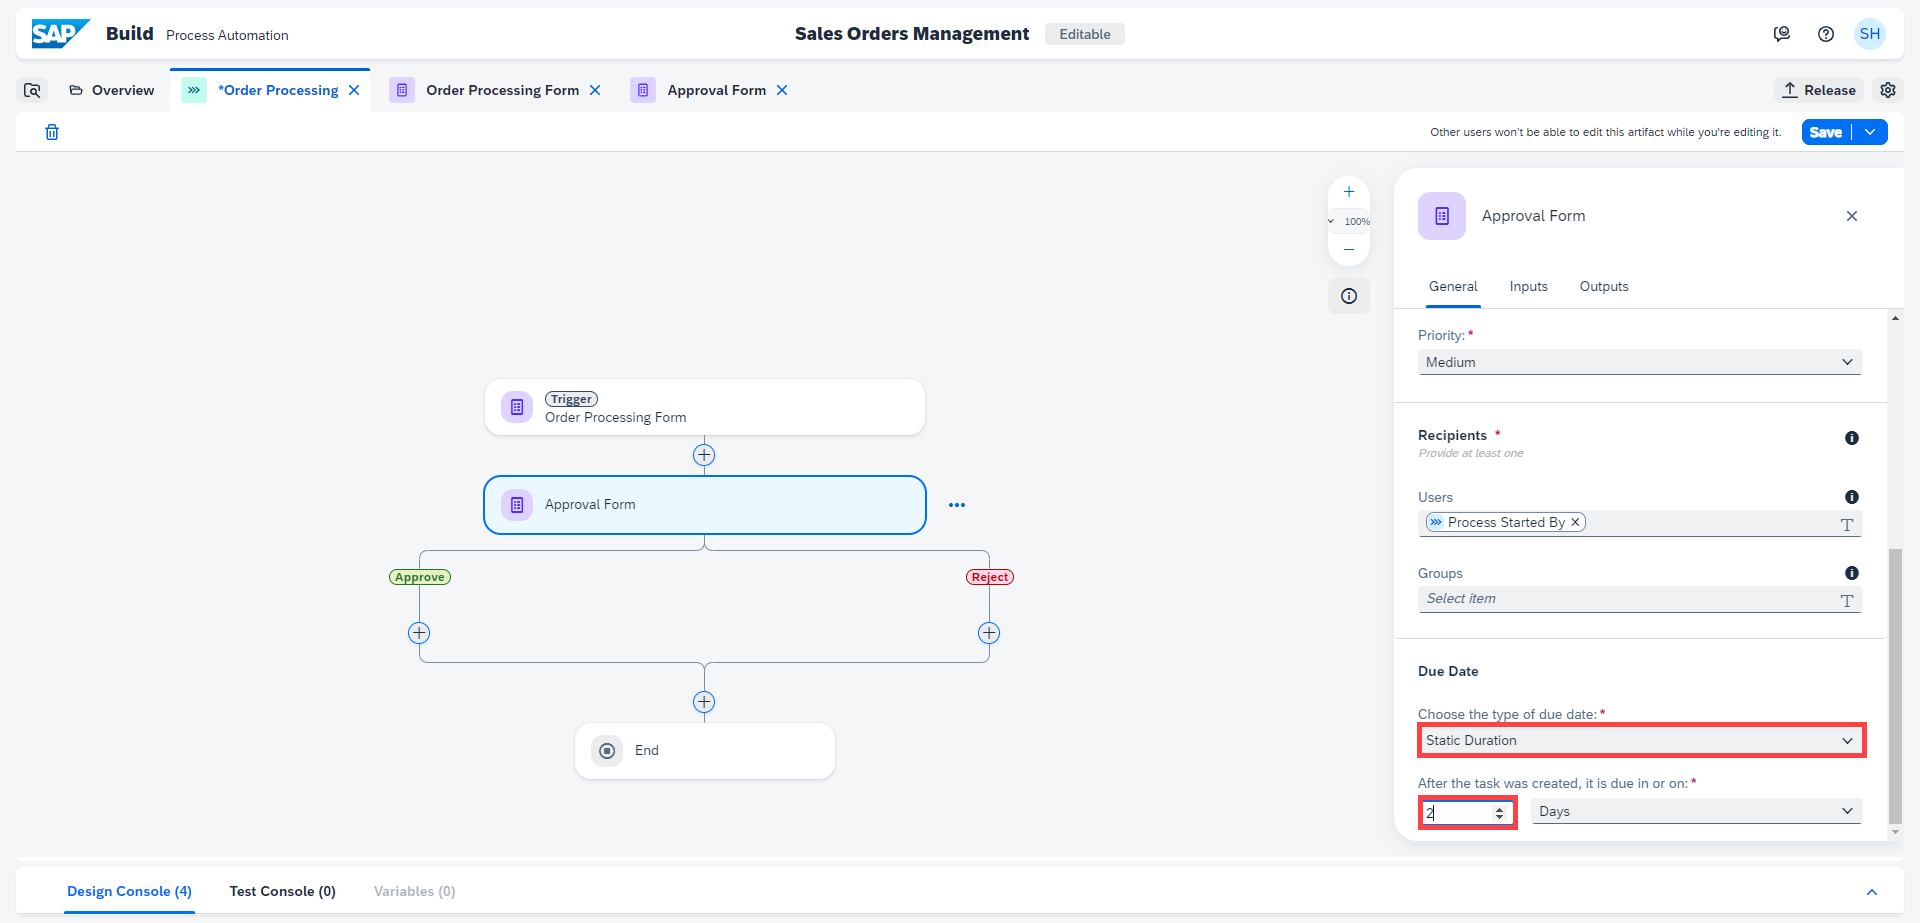 SAP Build Process Automation
Sales Orders Management Editable
SH
Overview
*Order Processing
Order Processing Form
Approval Form
Release
Other users won't be able to edit this artifact while you're editing it.
Save
100%
Trigger
Order Processing Form
Approval Form
Approve
Reject
End
Approval Form
General Inputs Outputs
Priority: *
Medium
Recipients *
Provide at least one
Users
Process Started By
Groups
Select item
Due Date
Choose the type of due date: *
Static Duration
After the task was created, it is due in or on: *
2 Days
Design Console (4) Test Console (0) Variables (0)